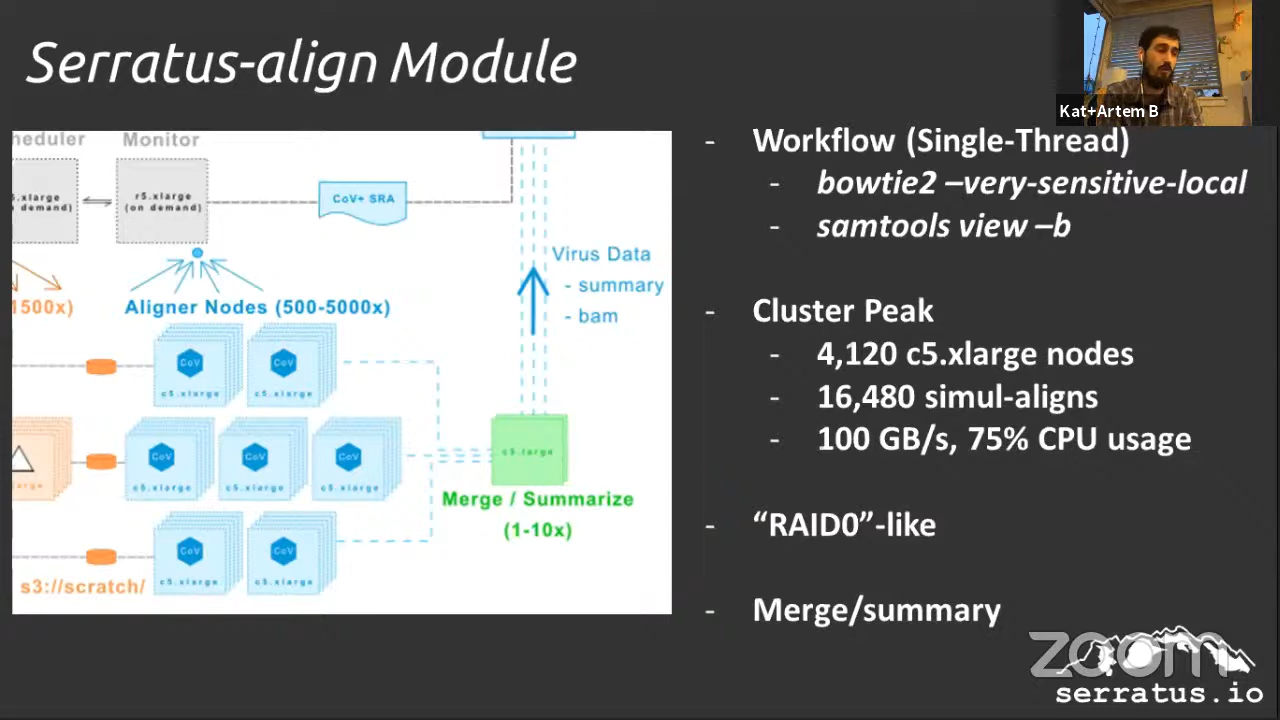 Serratus-align Module
Kat+Artem B
heduler
Monitor
.xlarge
demand)
r5.xlarge
(on demand)
CoV+ SRA
1500x)
Aligner Nodes (500-5000x)
Virus Data
- summary
- bam
CoV
CoV
c5.xlarge
c5.xlarge
CoV
CoV
CoV
c5.xlarge
c5.xlarge
c5.xlarge
arge
c5.large
Merge / Summarize
(1-10x)
CoV
CoV
c5.xlarge
c5.xlarge
s3://scratch/
- Workflow (Single-Thread)
- bowtie2 –very-sensitive-local
- samtools view –b
- Cluster Peak
- 4,120 c5.xlarge nodes
- 16,480 simul-aligns
- 100 GB/s, 75% CPU usage
- “RAID0”-like
- Merge/summary
zoom
serratus.io